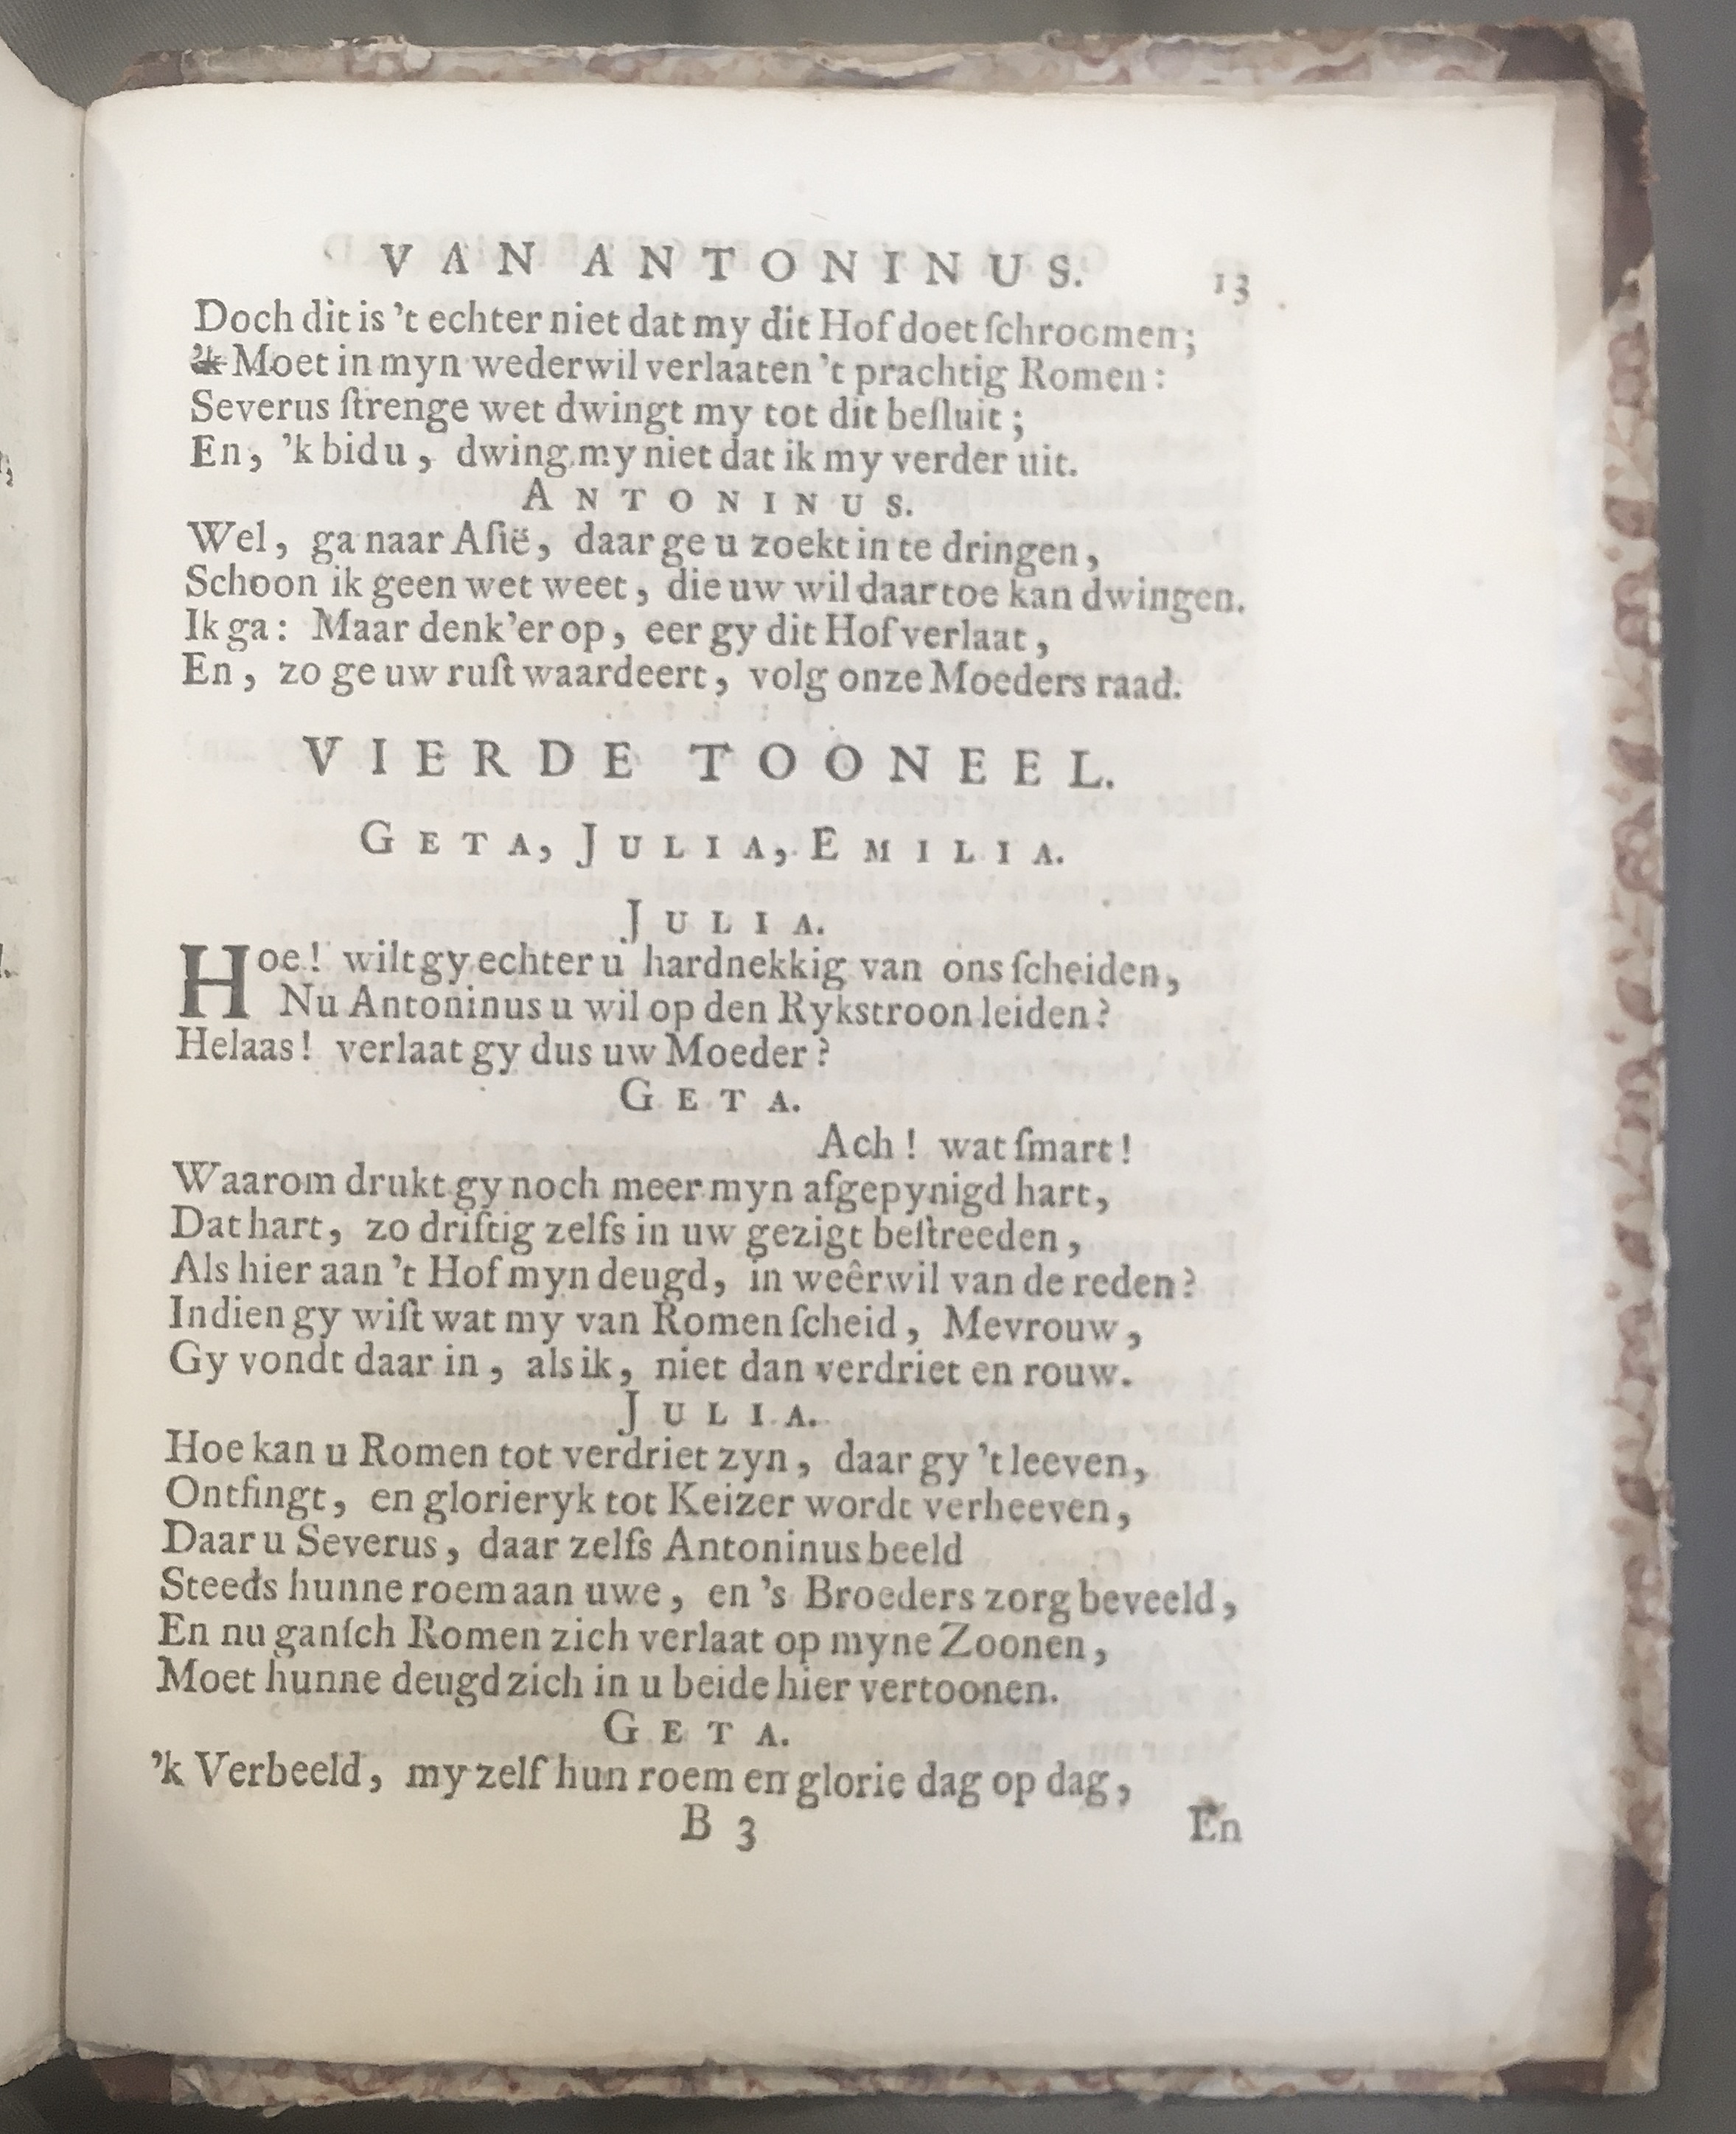 VAN ANTONINUS. 13
Doch dit is 't echter niet dat my dit Hof doet ſchroomen;
'k Moet in myn wederwil verlaaten 't prachtig Romen:
Severus ſtrenge wet dwingt my tot dit beſluit;
En, 'k bid u, dwing my niet dat ik my verder uit.
ANTONINUS.
Wel, ga naar Aſië, daar ge u zoekt in te dringen,
Schoon ik geen wet weet, die uw wil daar toe kan dwingen.
Ik ga: Maar denk 'er op, eer gy dit Hof verlaat,
En, zo ge uw ruſt waardeert, volg onze Moeders raad.
VIERDE TOONEEL.
GETA, JULIA, EMILIA.
JULIA.
Hoe! wilt gy echter u hardnekkig van ons ſcheiden,
Nu Antoninus u wil op den Rykstroon leiden?
Helaas! verlaat gy dus uw Moeder?
GETA.
Ach! wat ſmart!
Waarom drukt gy noch meer myn afgepynigd hart,
Dat hart, zo driftig zelfs in uw gezigt beſtreeden,
Als hier aan 't Hof myn deugd, in weêrwil van de reden?
Indien gy wiſt wat my van Romen ſcheid, Mevrouw,
Gy vondt daar in, als ik, niet dan verdriet en rouw.
JULIA.
Hoe kan u Romen tot verdriet zyn, daar gy 't leeven,
Ontfingt, en glorieryk tot Keizer wordt verheeven,
Daar u Severus, daar zelfs Antoninus beeld
Steeds hunne roem aan uwe, en 's Broeders zorg beveeld,
En nu ganſch Romen zich verlaat op myne Zoonen,
Moet hunne deugd zich in u beide hier vertoonen.
GETA.
'k Verbeeld, my zelf hun roem en glorie dag op dag,
B 3 En